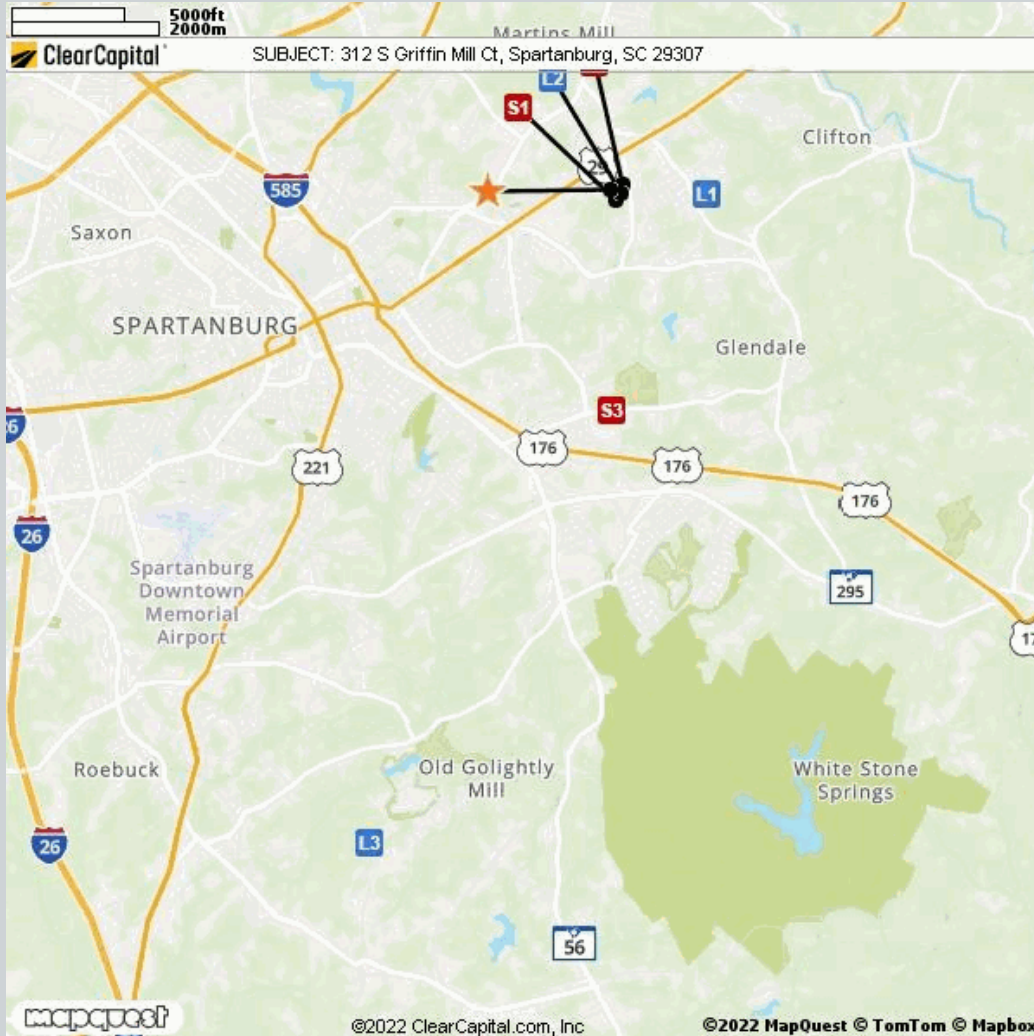 5000ft
2000m
Martins Mill
ClearCapital
SUBJECT: 312 S Griffin Mill Ct, Spartanburg, SC 29307
L2
S1
Clifton
29
585
L1
Saxon
SPARTANBURG
Glendale
S3
26
176
221
176
176
26
Spartanburg
Downtown
Memorial
Airport
295
17
Roebuck
Old Golightly
Mill
White Stone
Springs
26
L3
56
mapquest
©2022 ClearCapital.com, Inc
©2022 MapQuest © TomTom © Mapbox